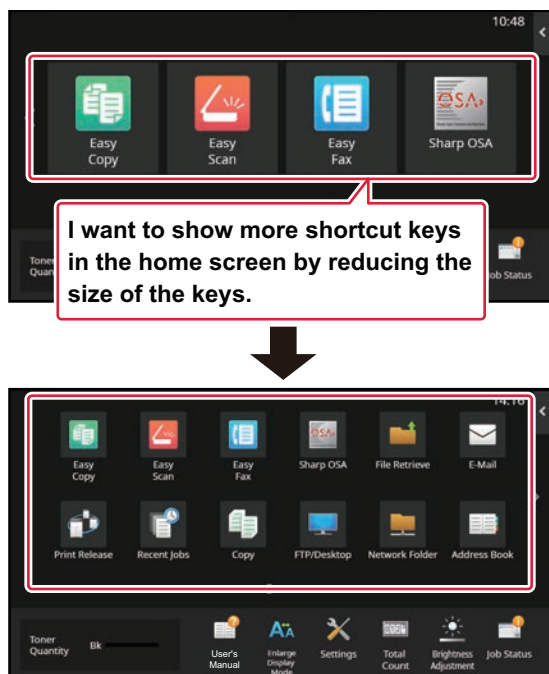 10:48
OSA
Easy Copy
Easy Scan
Easy Fax
Sharp OSA
I want to show more shortcut keys
in the home screen by reducing the
size of the keys.
Toner
Job Status
14:16
OSA
Easy Copy
Easy Scan
Easy Fax
Sharp OSA
File Retrieve
E-Mail
Print Release
Recent Jobs
Copy
FTP/Desktop
Network Folder
Address Book
Toner
Quantity
Bk
User's
Manual
Enlarge
Display
Mode
Settings
Total
Count
Brightness
Adjustment
Job Status